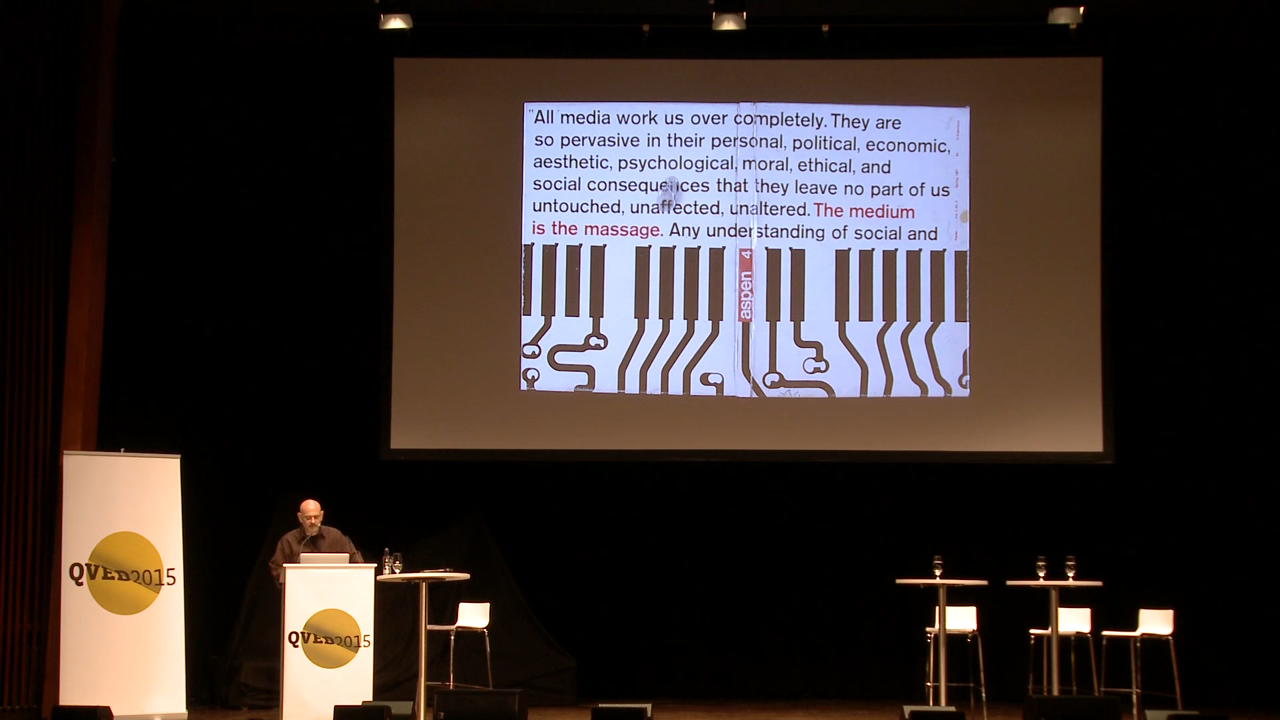 "All media work us over completely. They are
so pervasive in their personal, political, economic,
aesthetic, psychological, moral, ethical, and
social consequences that they leave no part of us
untouched, unaffected, unaltered. The medium
is the massage. Any understanding of social and
aspen 4
QVED2015
QVED2015